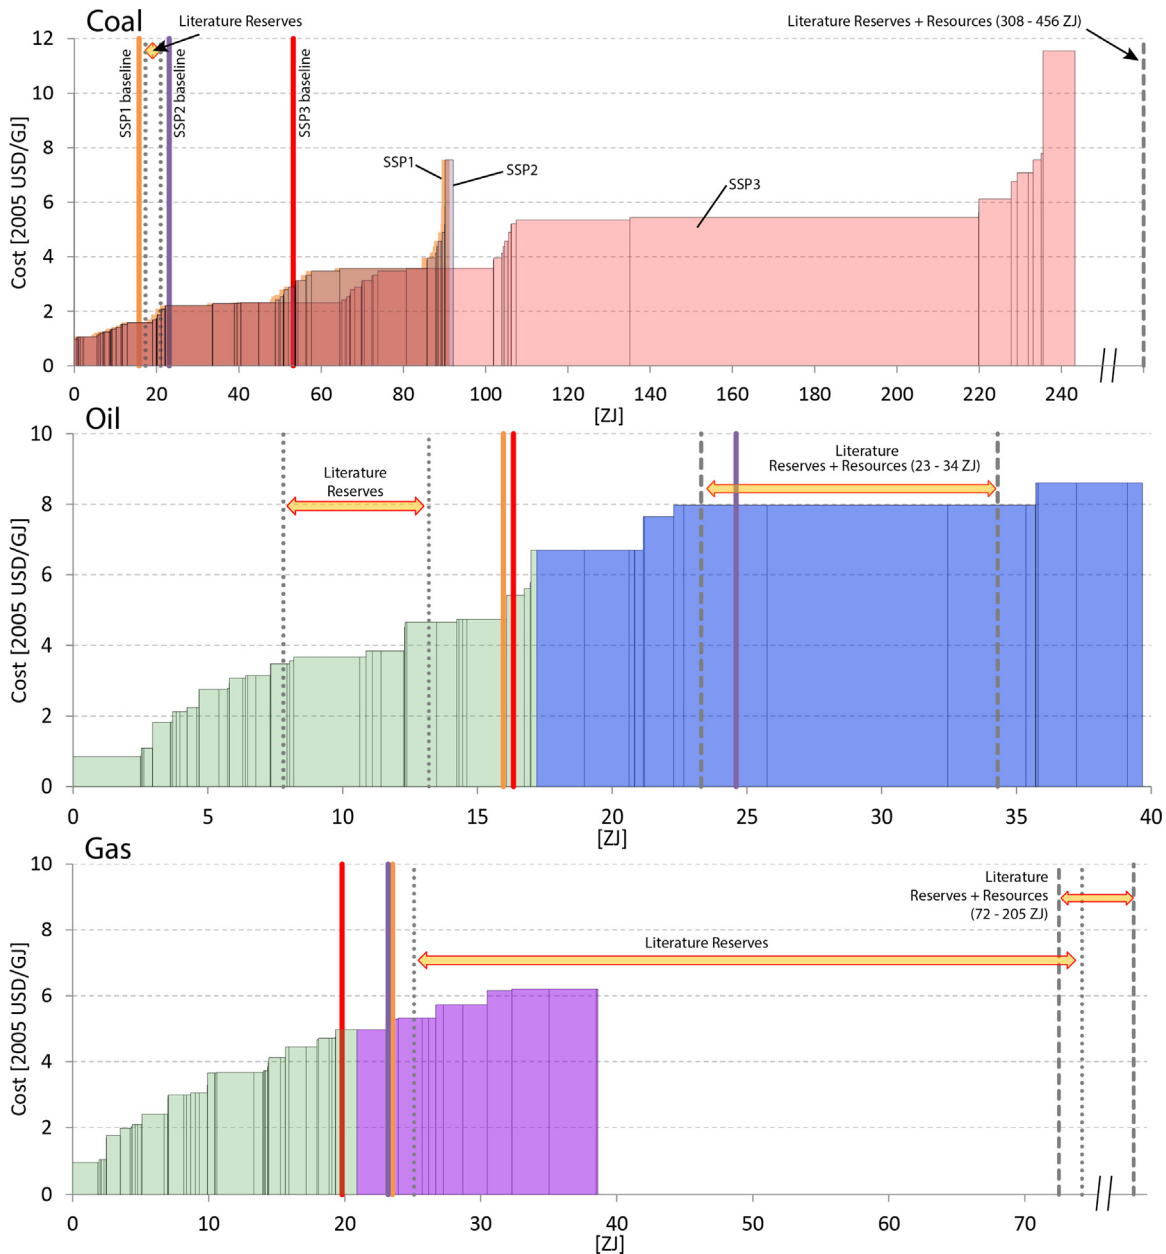 Coal
Literature Reserves
Literature Reserves + Resources (308 - 456 ZJ)
Cost [2005 USD/GJ]
12
10
8
6
4
2
0
SSP1 baseline
SSP2 baseline
SSP3 baseline
SSP1
SSP2
SSP3
0 20 40 60 80 100 120 140 160 180 200 220 240
[ZJ]
Oil
Cost [2005 USD/GJ]
10
8
6
4
2
0
Literature
Reserves
Literature
Reserves + Resources (23 - 34 ZJ)
0 5 10 15 20 25 30 35 40
[ZJ]
Gas
Cost [2005 USD/GJ]
10
8
6
4
2
0
Literature
Reserves + Resources
(72 - 205 ZJ)
Literature Reserves
0 10 20 30 40 50 60 70
[ZJ]